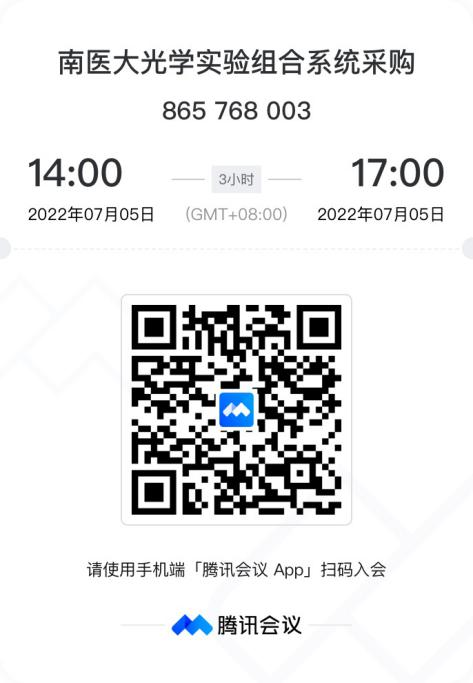 南医大光学实验组合系统采购
865 768 003
14:00 3小时 17:00
2022年07月05日 (GMT+08:00) 2022年07月05日
请使用手机端「腾讯会议 App」扫码入会
腾讯会议